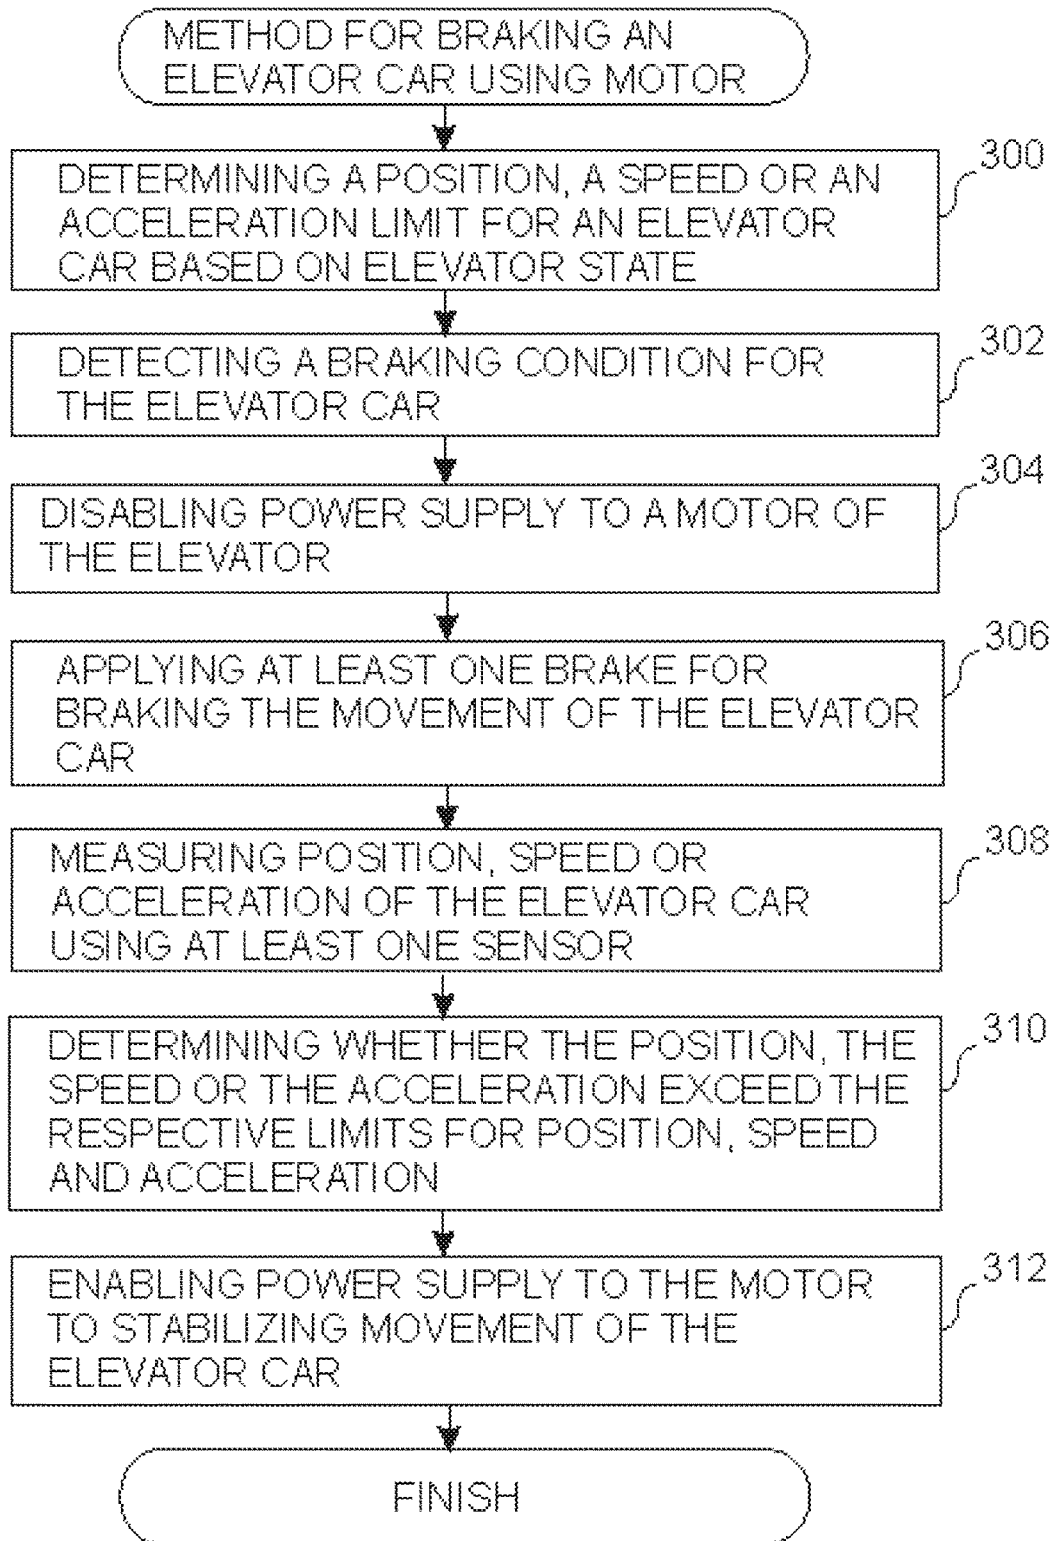 METHOD FOR BRAKING AN
ELEVATOR CAR USING MOTOR
300
DETERMINING A POSITION, A SPEED OR AN
ACCELERATION LIMIT FOR AN ELEVATOR
CAR BASED ON ELEVATOR STATE
302
DETECTING A BRAKING CONDITION FOR
THE ELEVATOR CAR
304
DISABLING POWER SUPPLY TO A MOTOR OF
THE ELEVATOR
306
APPLYING AT LEAST ONE BRAKE FOR
BRAKING THE MOVEMENT OF THE ELEVATOR
CAR
308
MEASURING POSITION, SPEED OR
ACCELERATION OF THE ELEVATOR CAR
USING AT LEAST ONE SENSOR
310
DETERMINING WHETHER THE POSITION, THE
SPEED OR THE ACCELERATION EXCEED THE
RESPECTIVE LIMITS FOR POSITION, SPEED
AND ACCELERATION
312
ENABLING POWER SUPPLY TO THE MOTOR
TO STABILIZING MOVEMENT OF THE
ELEVATOR CAR
FINISH